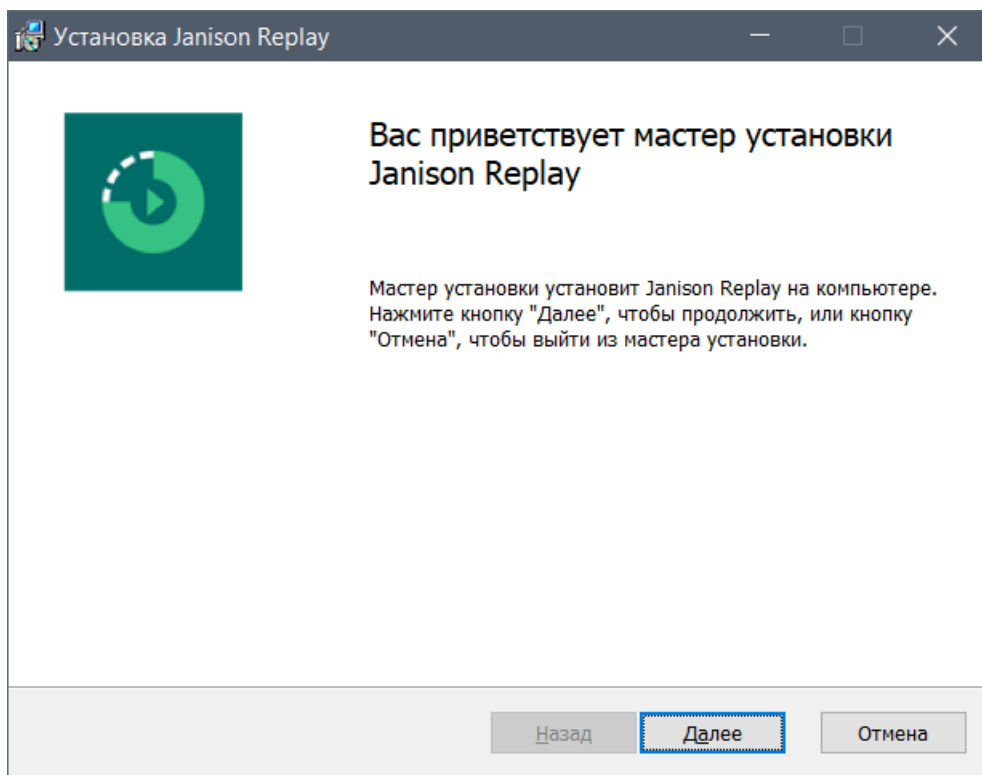 Установка Janison Replay
Вас приветствует мастер установки
Janison Replay
Мастер установки установит Janison Replay на компьютере.
Нажмите кнопку "Далее", чтобы продолжить, или кнопку
"Отмена", чтобы выйти из мастера установки.
Назад Далее Отмена